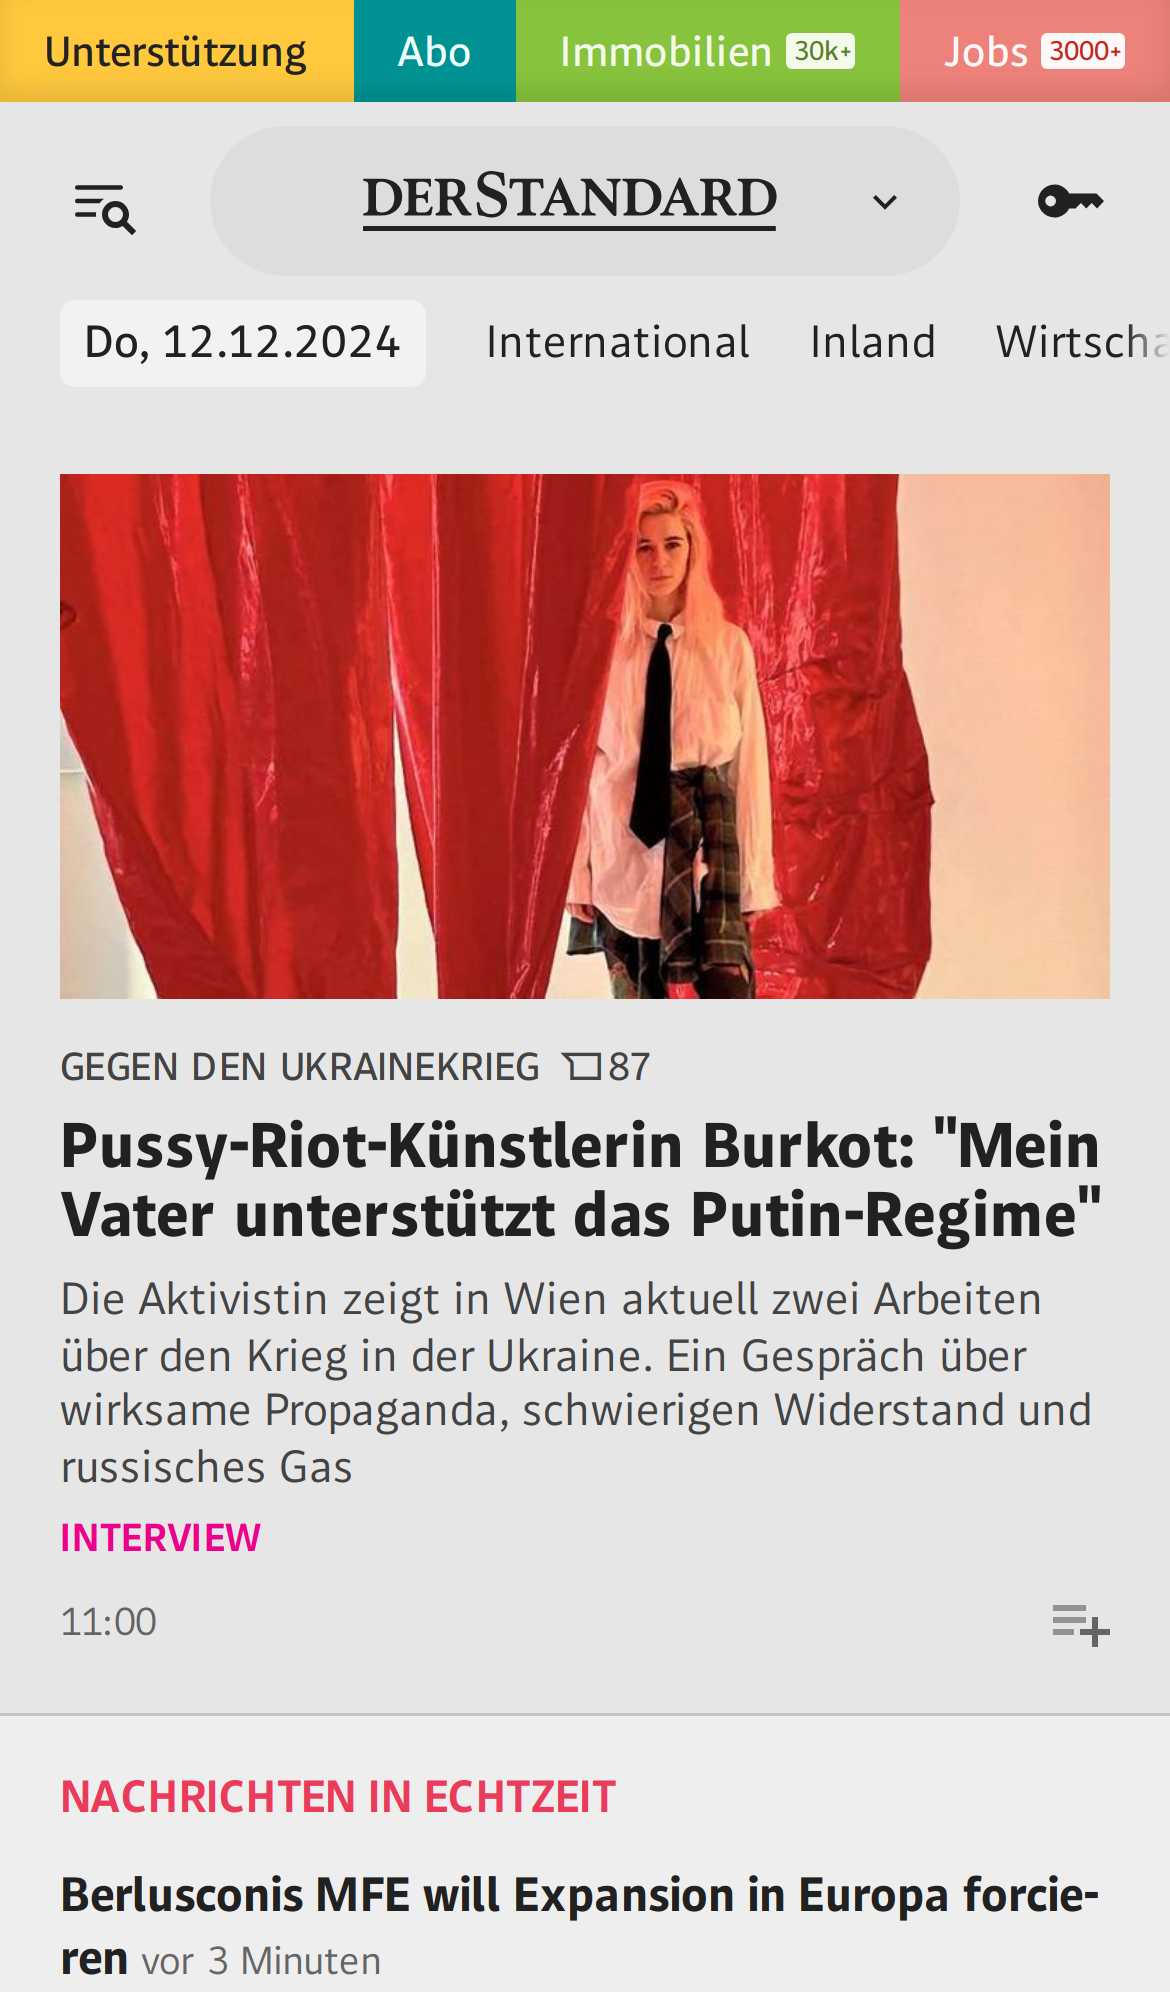 Unterstützung
Abo
Immobilien 30k+
Jobs 3000+
DERSTANDARD
Do, 12.12.2024
International
Inland
Wirtscha
GEGEN DEN UKRAINEKRIEG 87
Pussy-Riot-Künstlerin Burkot: "Mein
Vater unterstützt das Putin-Regime"
Die Aktivistin zeigt in Wien aktuell zwei Arbeiten
über den Krieg in der Ukraine. Ein Gespräch über
wirksame Propaganda, schwierigen Widerstand und
russisches Gas
INTERVIEW
11:00
NACHRICHTEN IN ECHTZEIT
Berlusconis MFE will Expansion in Europa forcie-
ren vor 3 Minuten